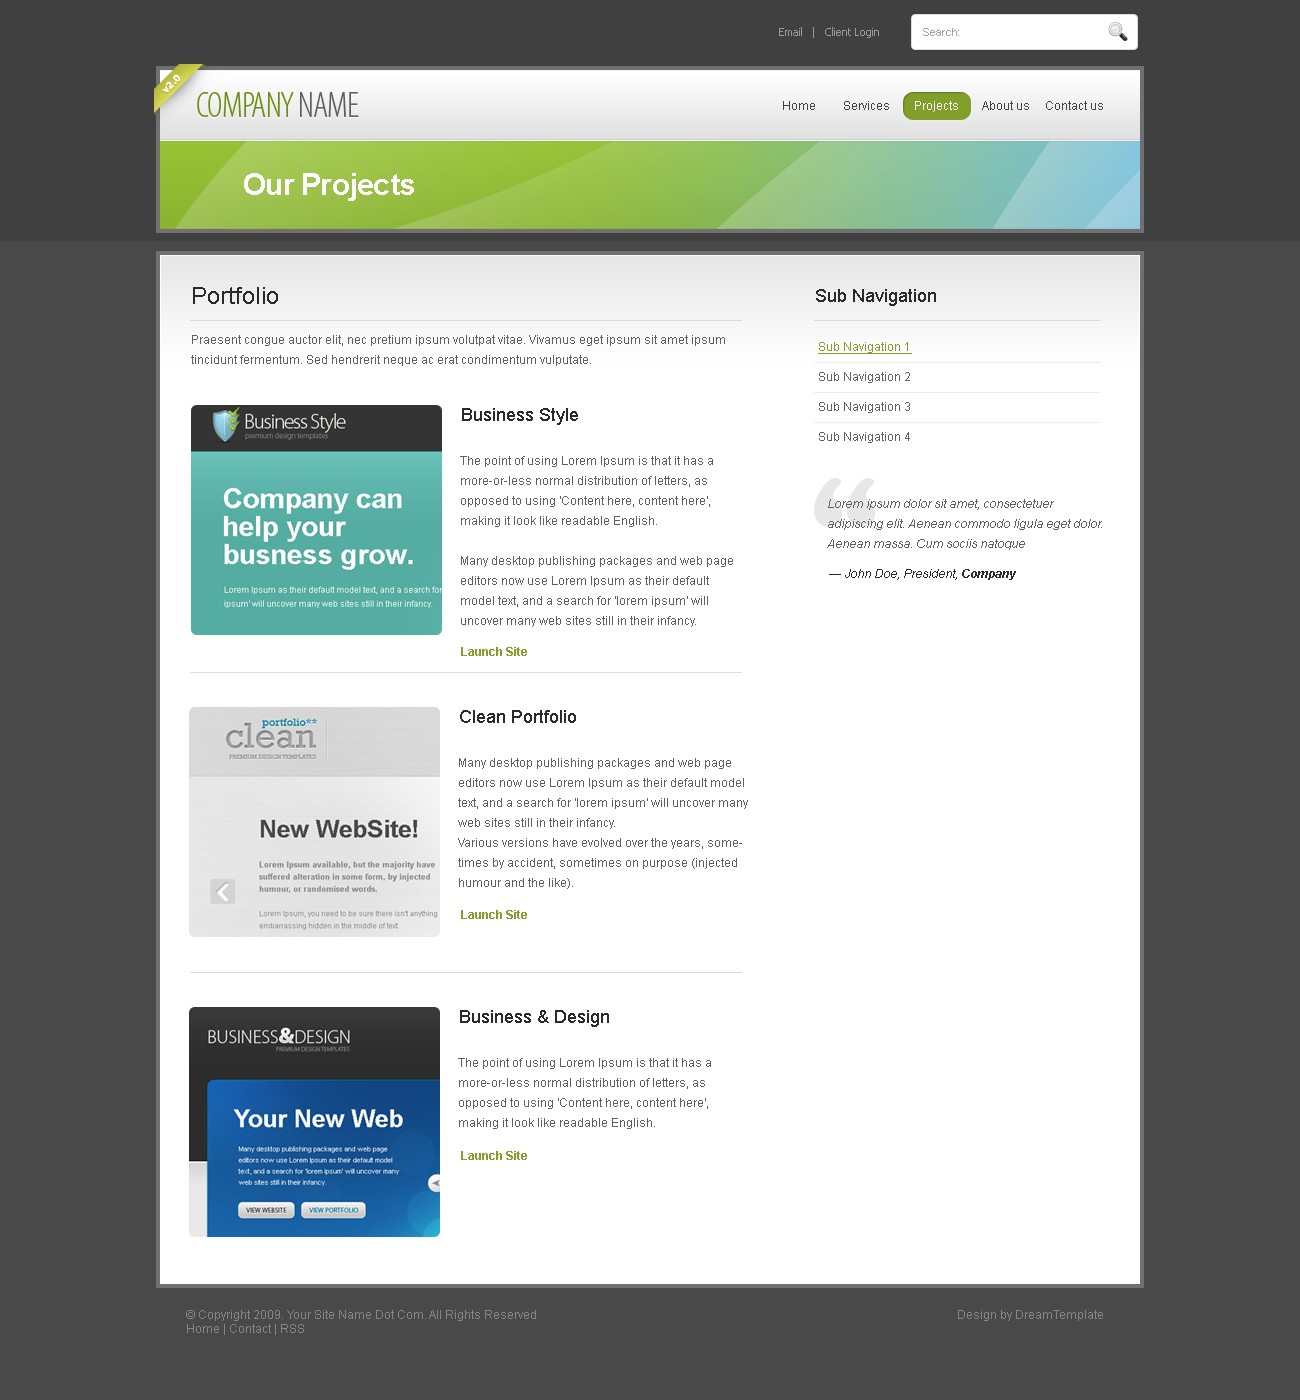 Email | Client Login
Search:
v2.0
COMPANY NAME
Home Services Projects About us Contact us
Our Projects
Portfolio
Praesent congue auctor elit, nec pretium ipsum volutpat vitae. Vivamus eget ipsum sit amet ipsum
tincidunt fermentum. Sed hendrerit neque ac erat condimentum vulputate.
Business Style
premium design templates
Company can
help your
busness grow.
Lorem Ipsum as their default model text, and a search for
ipsum' will uncover many web sites still in their infancy.
Business Style
The point of using Lorem Ipsum is that it has a
more-or-less normal distribution of letters, as
opposed to using 'Content here, content here',
making it look like readable English.
Many desktop publishing packages and web page
editors now use Lorem Ipsum as their default
model text, and a search for 'lorem ipsum' will
uncover many web sites still in their infancy.
Launch Site
portfolio**
clean
PREMIUM DESIGN TEMPLATES
New WebSite!
Lorem Ipsum available, but the majority have
suffered alteration in some form, by injected
humour, or randomised words.
Lorem Ipsum, you need to be sure there isn't anything
embarrassing hidden in the middle of text.
Clean Portfolio
Many desktop publishing packages and web page
editors now use Lorem Ipsum as their default model
text, and a search for 'lorem ipsum' will uncover many
web sites still in their infancy.
Various versions have evolved over the years, some-
times by accident, sometimes on purpose (injected
humour and the like).
Launch Site
BUSINESS&DESIGN
PREMIUM DESIGN TEMPLATES
Your New Web
Many desktop publishing packages and web page
editors now use Lorem Ipsum as their default model
text, and a search for 'lorem ipsum' will uncover many
web sites still in their infancy.
VIEW WEBSITE VIEW PORTFOLIO
Business & Design
The point of using Lorem Ipsum is that it has a
more-or-less normal distribution of letters, as
opposed to using 'Content here, content here',
making it look like readable English.
Launch Site
Sub Navigation
Sub Navigation 1
Sub Navigation 2
Sub Navigation 3
Sub Navigation 4
“
Lorem ipsum dolor sit amet, consectetuer
adipiscing elit. Aenean commodo ligula eget dolor.
Aenean massa. Cum sociis natoque
— John Doe, President, Company
© Copyright 2009. Your Site Name Dot Com. All Rights Reserved
Home | Contact | RSS
Design by DreamTemplate